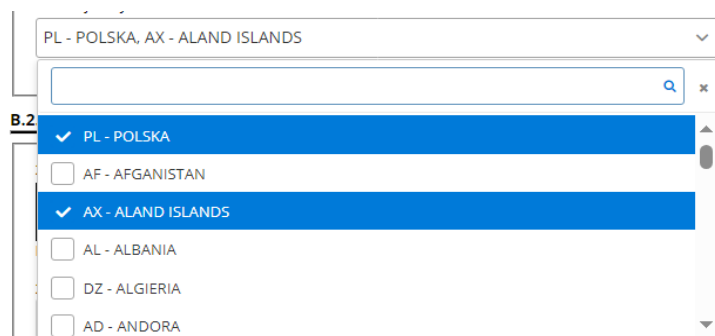 PL - POLSKA, AX - ALAND ISLANDS
B.2
PL - POLSKA
AF - AFGANISTAN
AX - ALAND ISLANDS
AL - ALBANIA
DZ - ALGIERIA
AD - ANDORA